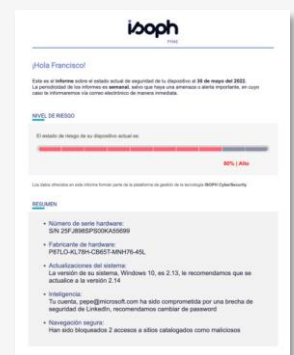 isoph
¡Hola Francisco!
Este es el informe sobre el estado actual de seguridad de tu dispositivo al 30 de mayo del 2022.
La periodicidad de los informes es semanal, salvo que haya una amenaza o alerta importante, en cuyo
caso te informaremos vía correo electrónico de manera inmediata.
NIVEL DE RIESGO
El estado de riesgo de su dispositivo actual es:
80% | Alto
Los datos ofrecidos en este informe forman parte de la plataforma de gestión de la tecnología ISOPH CyberSecurity
RESUMEN
• Número de serie hardware:
S/N 25FJ898SPS00KA55699
• Fabricante de hardware:
P87LO-KL78H-CB65T-MNH76-45L
• Actualizaciones del sistema:
La versión de su sistema, Windows 10, es 2.13, le recomendamos que se
actualice a la versión 2.14
• Inteligencia:
Tu cuenta, pepe@microsoft.com ha sido comprometida por una brecha de
seguridad de LinkedIn, recomendamos cambiar de password
• Navegación segura:
Han sido bloqueados 2 accesos a sitios catalogados como maliciosos